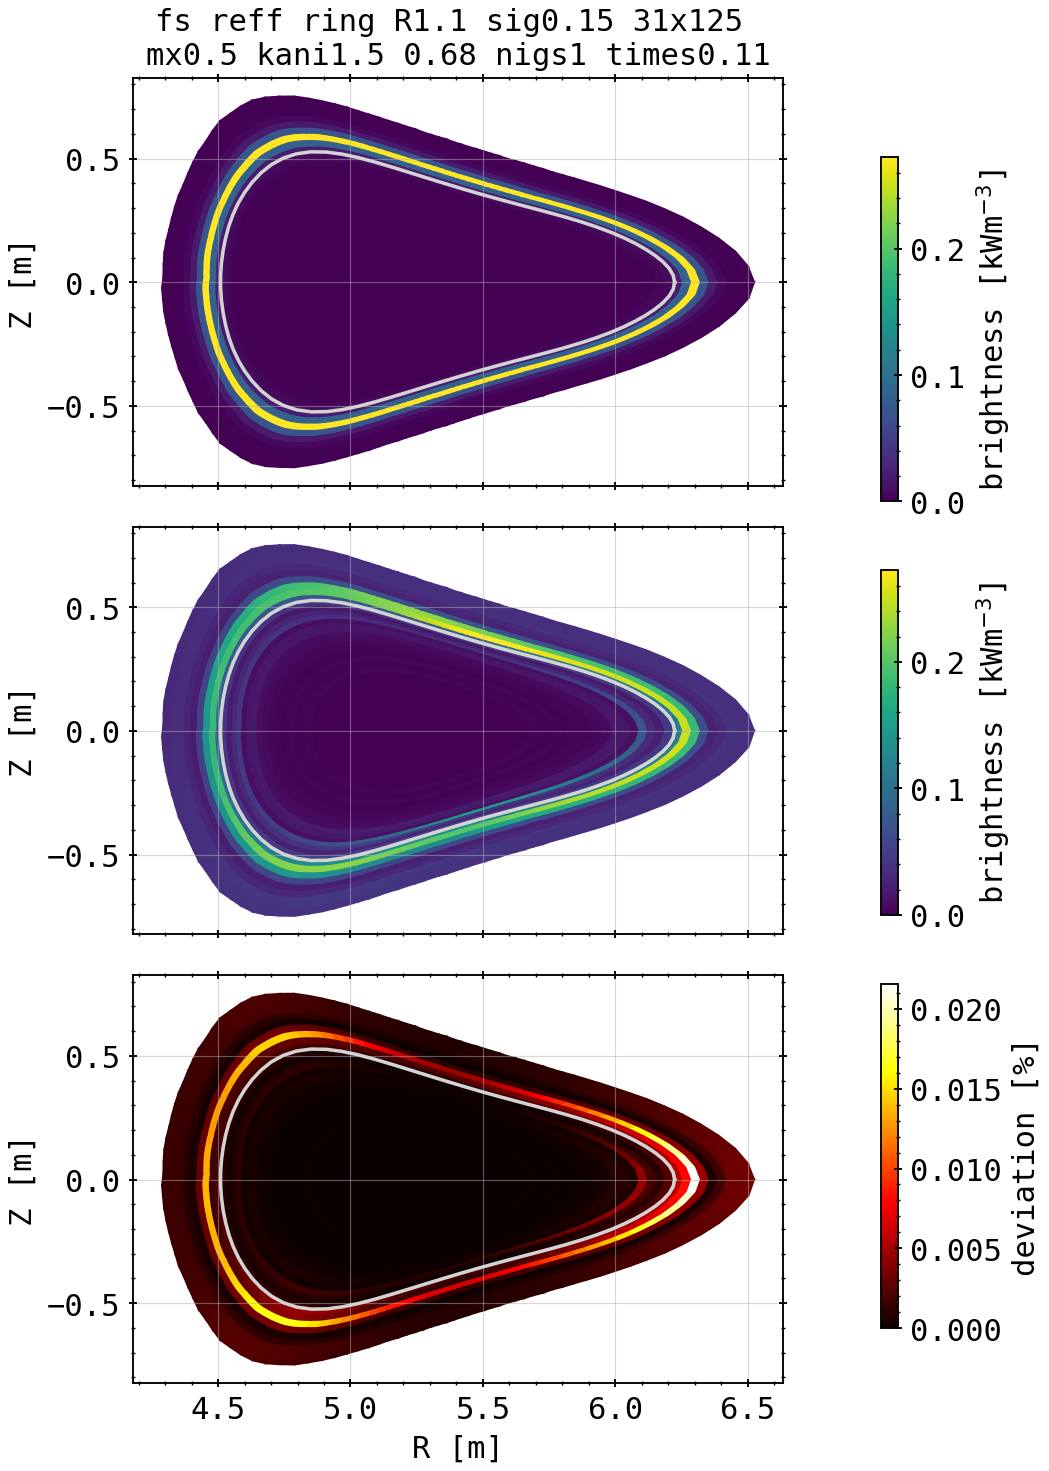 fs reff ring R1.1 sig0.15 31x125
mx0.5 kani1.5 0.68 nigs1 times0.11
0.5
0.0
−0.5
Z [m]
0.2
0.1
0.0
brightness [kWm⁻³]
0.5
0.0
−0.5
Z [m]
0.2
0.1
0.0
brightness [kWm⁻³]
0.5
0.0
−0.5
Z [m]
0.020
0.015
0.010
0.005
0.000
deviation [%]
4.5 5.0 5.5 6.0 6.5
R [m]